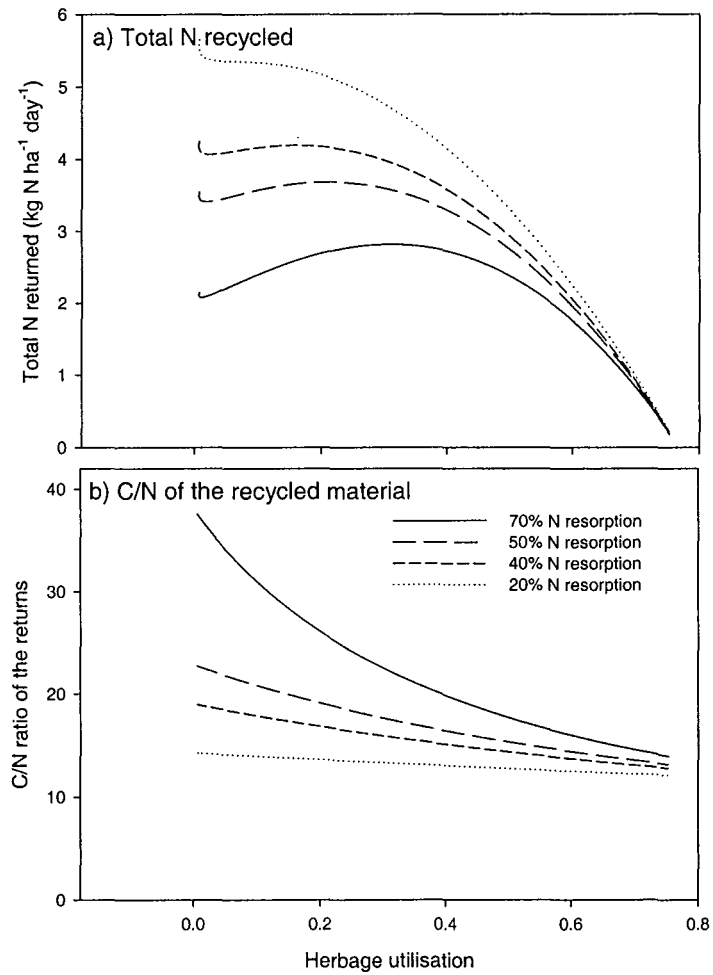 a) Total N recycled
Total N returned (kg N ha⁻¹ day⁻¹)
6
5
4
3
2
1
0
b) C/N of the recycled material
70% N resorption
50% N resorption
40% N resorption
20% N resorption
C/N ratio of the returns
40
30
20
10
0
0.0 0.2 0.4 0.6 0.8
Herbage utilisation